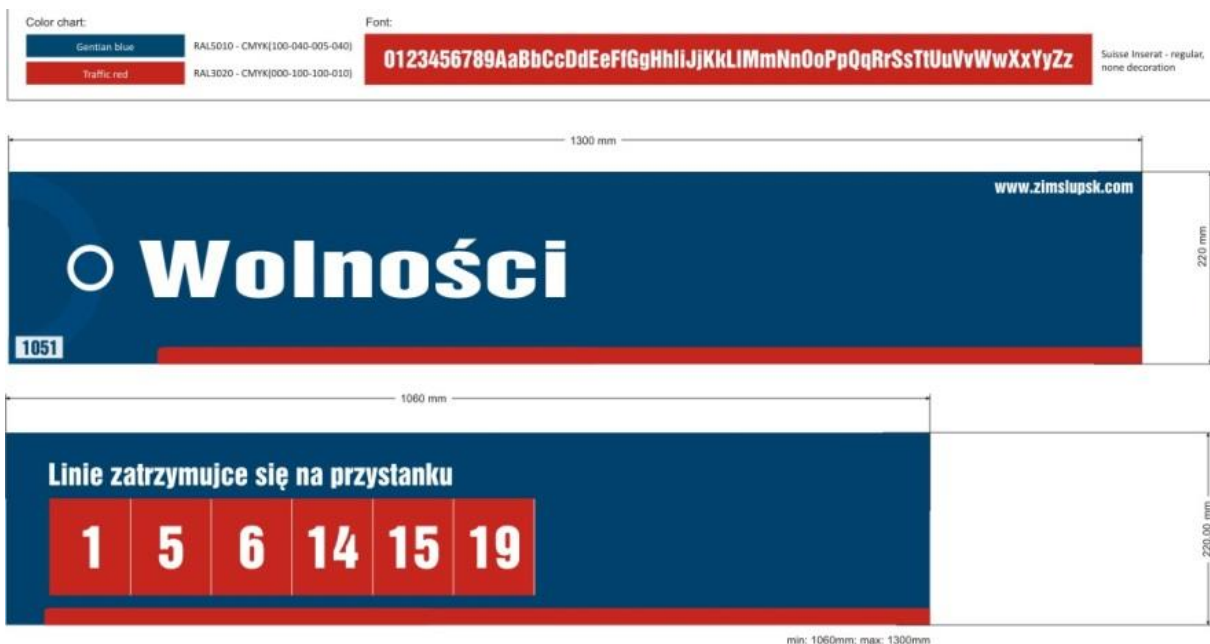 Color chart:
Font:
Gentian blue
RAL5010 - CMYK(100-040-005-040)
Traffic red
RAL3020 - CMYK(000-100-100-010)
0123456789AaBbCcDdEeFfGgHhIiJjKkLlMmNnOoPpQqRrSsTtUuVvWwXxYyZz
Suisse Inserat - regular,
none decoration
1300 mm
www.zimslupsk.com
220 mm
Wolności
1051
1060 mm
Linie zatrzymujce się na przystanku
1 5 6 14 15 19
220,00 mm
min: 1060mm; max: 1300mm